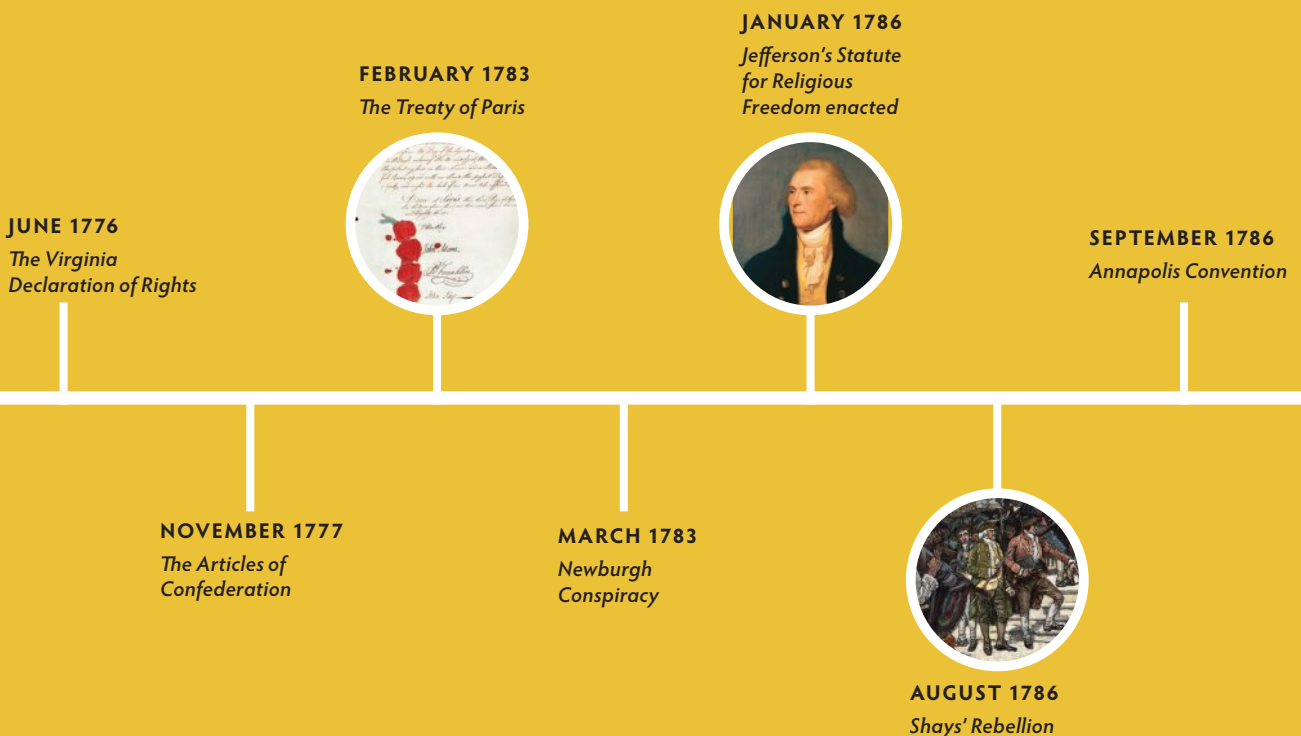 JUNE 1776
The Virginia
Declaration of Rights
NOVEMBER 1777
The Articles of
Confederation
FEBRUARY 1783
The Treaty of Paris
MARCH 1783
Newburgh
Conspiracy
JANUARY 1786
Jefferson's Statute
for Religious
Freedom enacted
AUGUST 1786
Shays' Rebellion
SEPTEMBER 1786
Annapolis Convention